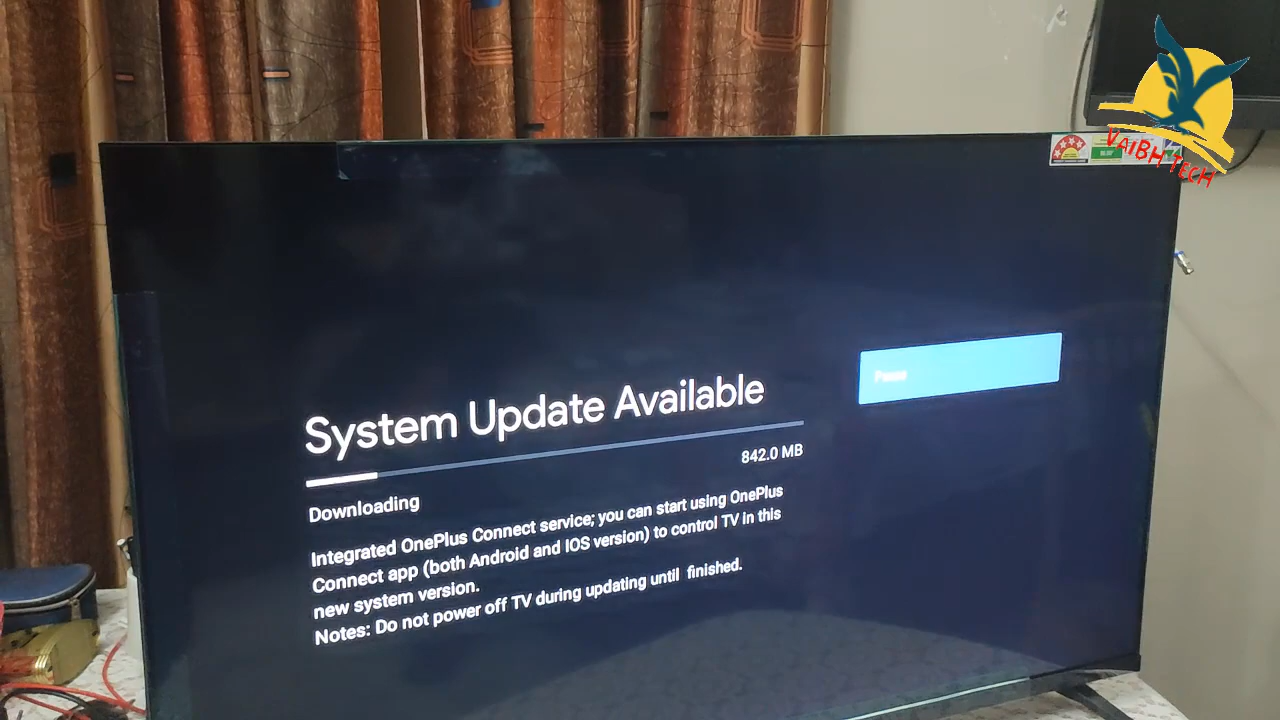 VAIBH TECH
System Update Available
842.0 MB
Downloading
Integrated OnePlus Connect service; you can start using OnePlus
Connect app (both Android and IOS version) to control TV in this
new system version.
Notes: Do not power off TV during updating until finished.
Pause